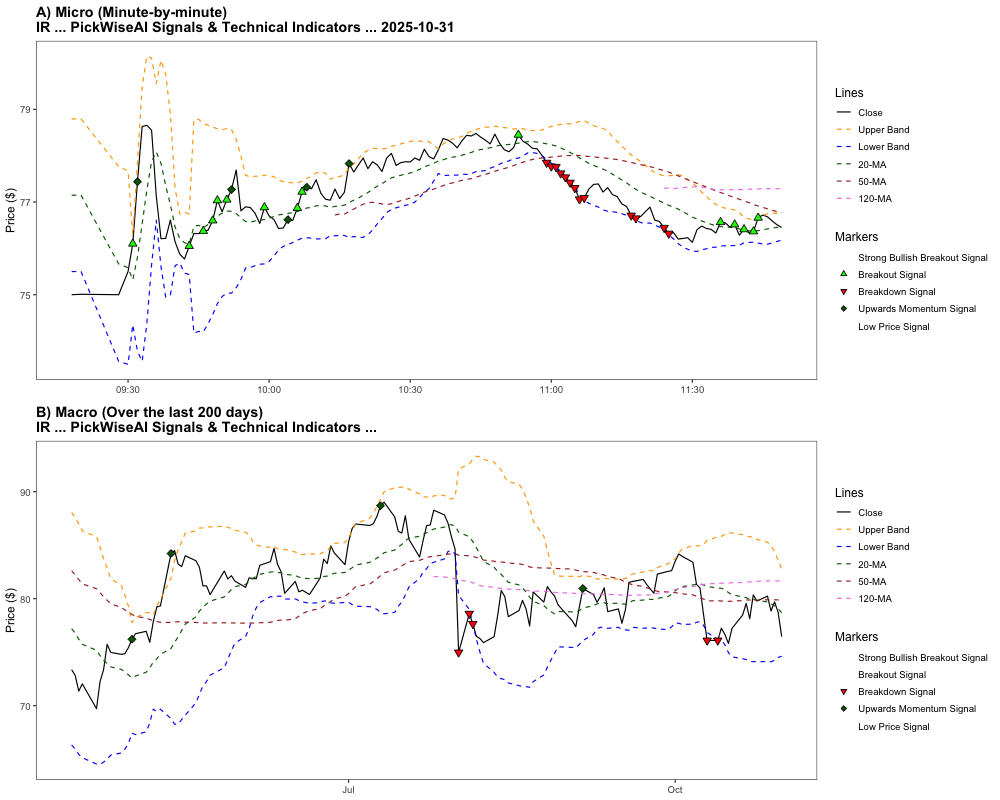 A) Micro (Minute-by-minute)
IR ... PickWiseAI Signals & Technical Indicators ... 2025-10-31
Price ($)
79
77
75
09:30
10:00
10:30
11:00
11:30
Lines
Close
Upper Band
Lower Band
20-MA
50-MA
120-MA
Markers
Strong Bullish Breakout Signal
Breakout Signal
Breakdown Signal
Upwards Momentum Signal
Low Price Signal
B) Macro (Over the last 200 days)
IR ... PickWiseAI Signals & Technical Indicators ...
Price ($)
90
80
70
Jul
Oct
Lines
Close
Upper Band
Lower Band
20-MA
50-MA
120-MA
Markers
Strong Bullish Breakout Signal
Breakout Signal
Breakdown Signal
Upwards Momentum Signal
Low Price Signal